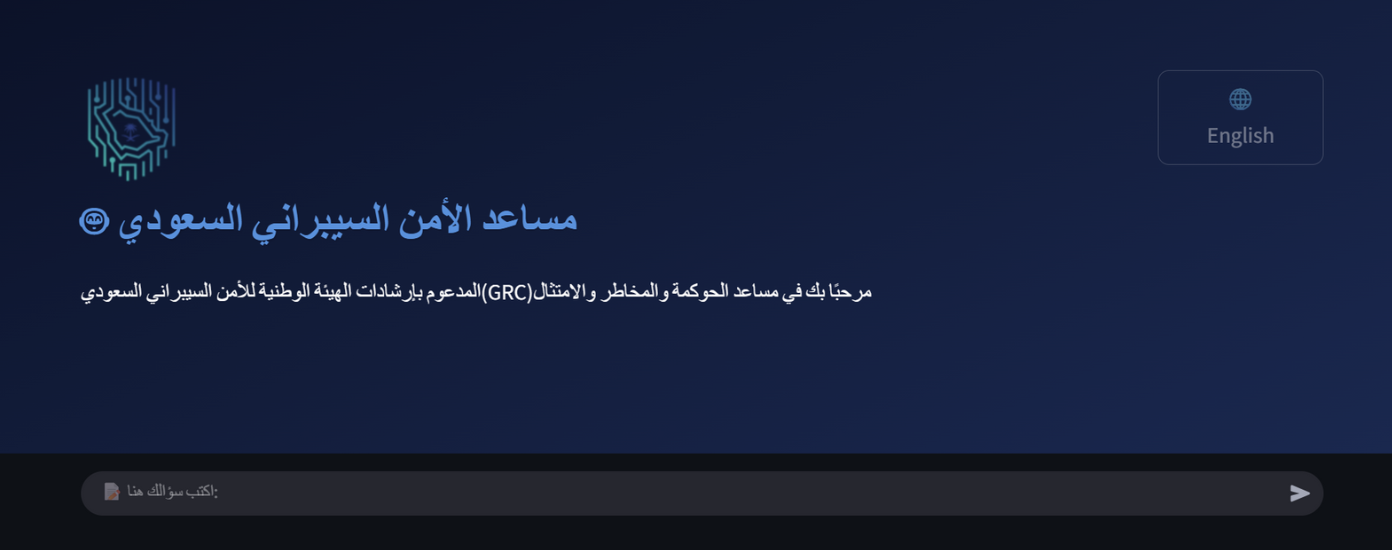 English
مساعد الأمن السيبراني السعودي
مرحبًا بك في مساعد الحوكمة والمخاطر والامتثال(GRC)المدعوم بإرشادات الهيئة الوطنية للأمن السيبراني السعودي
اكتب سؤالك هنا: